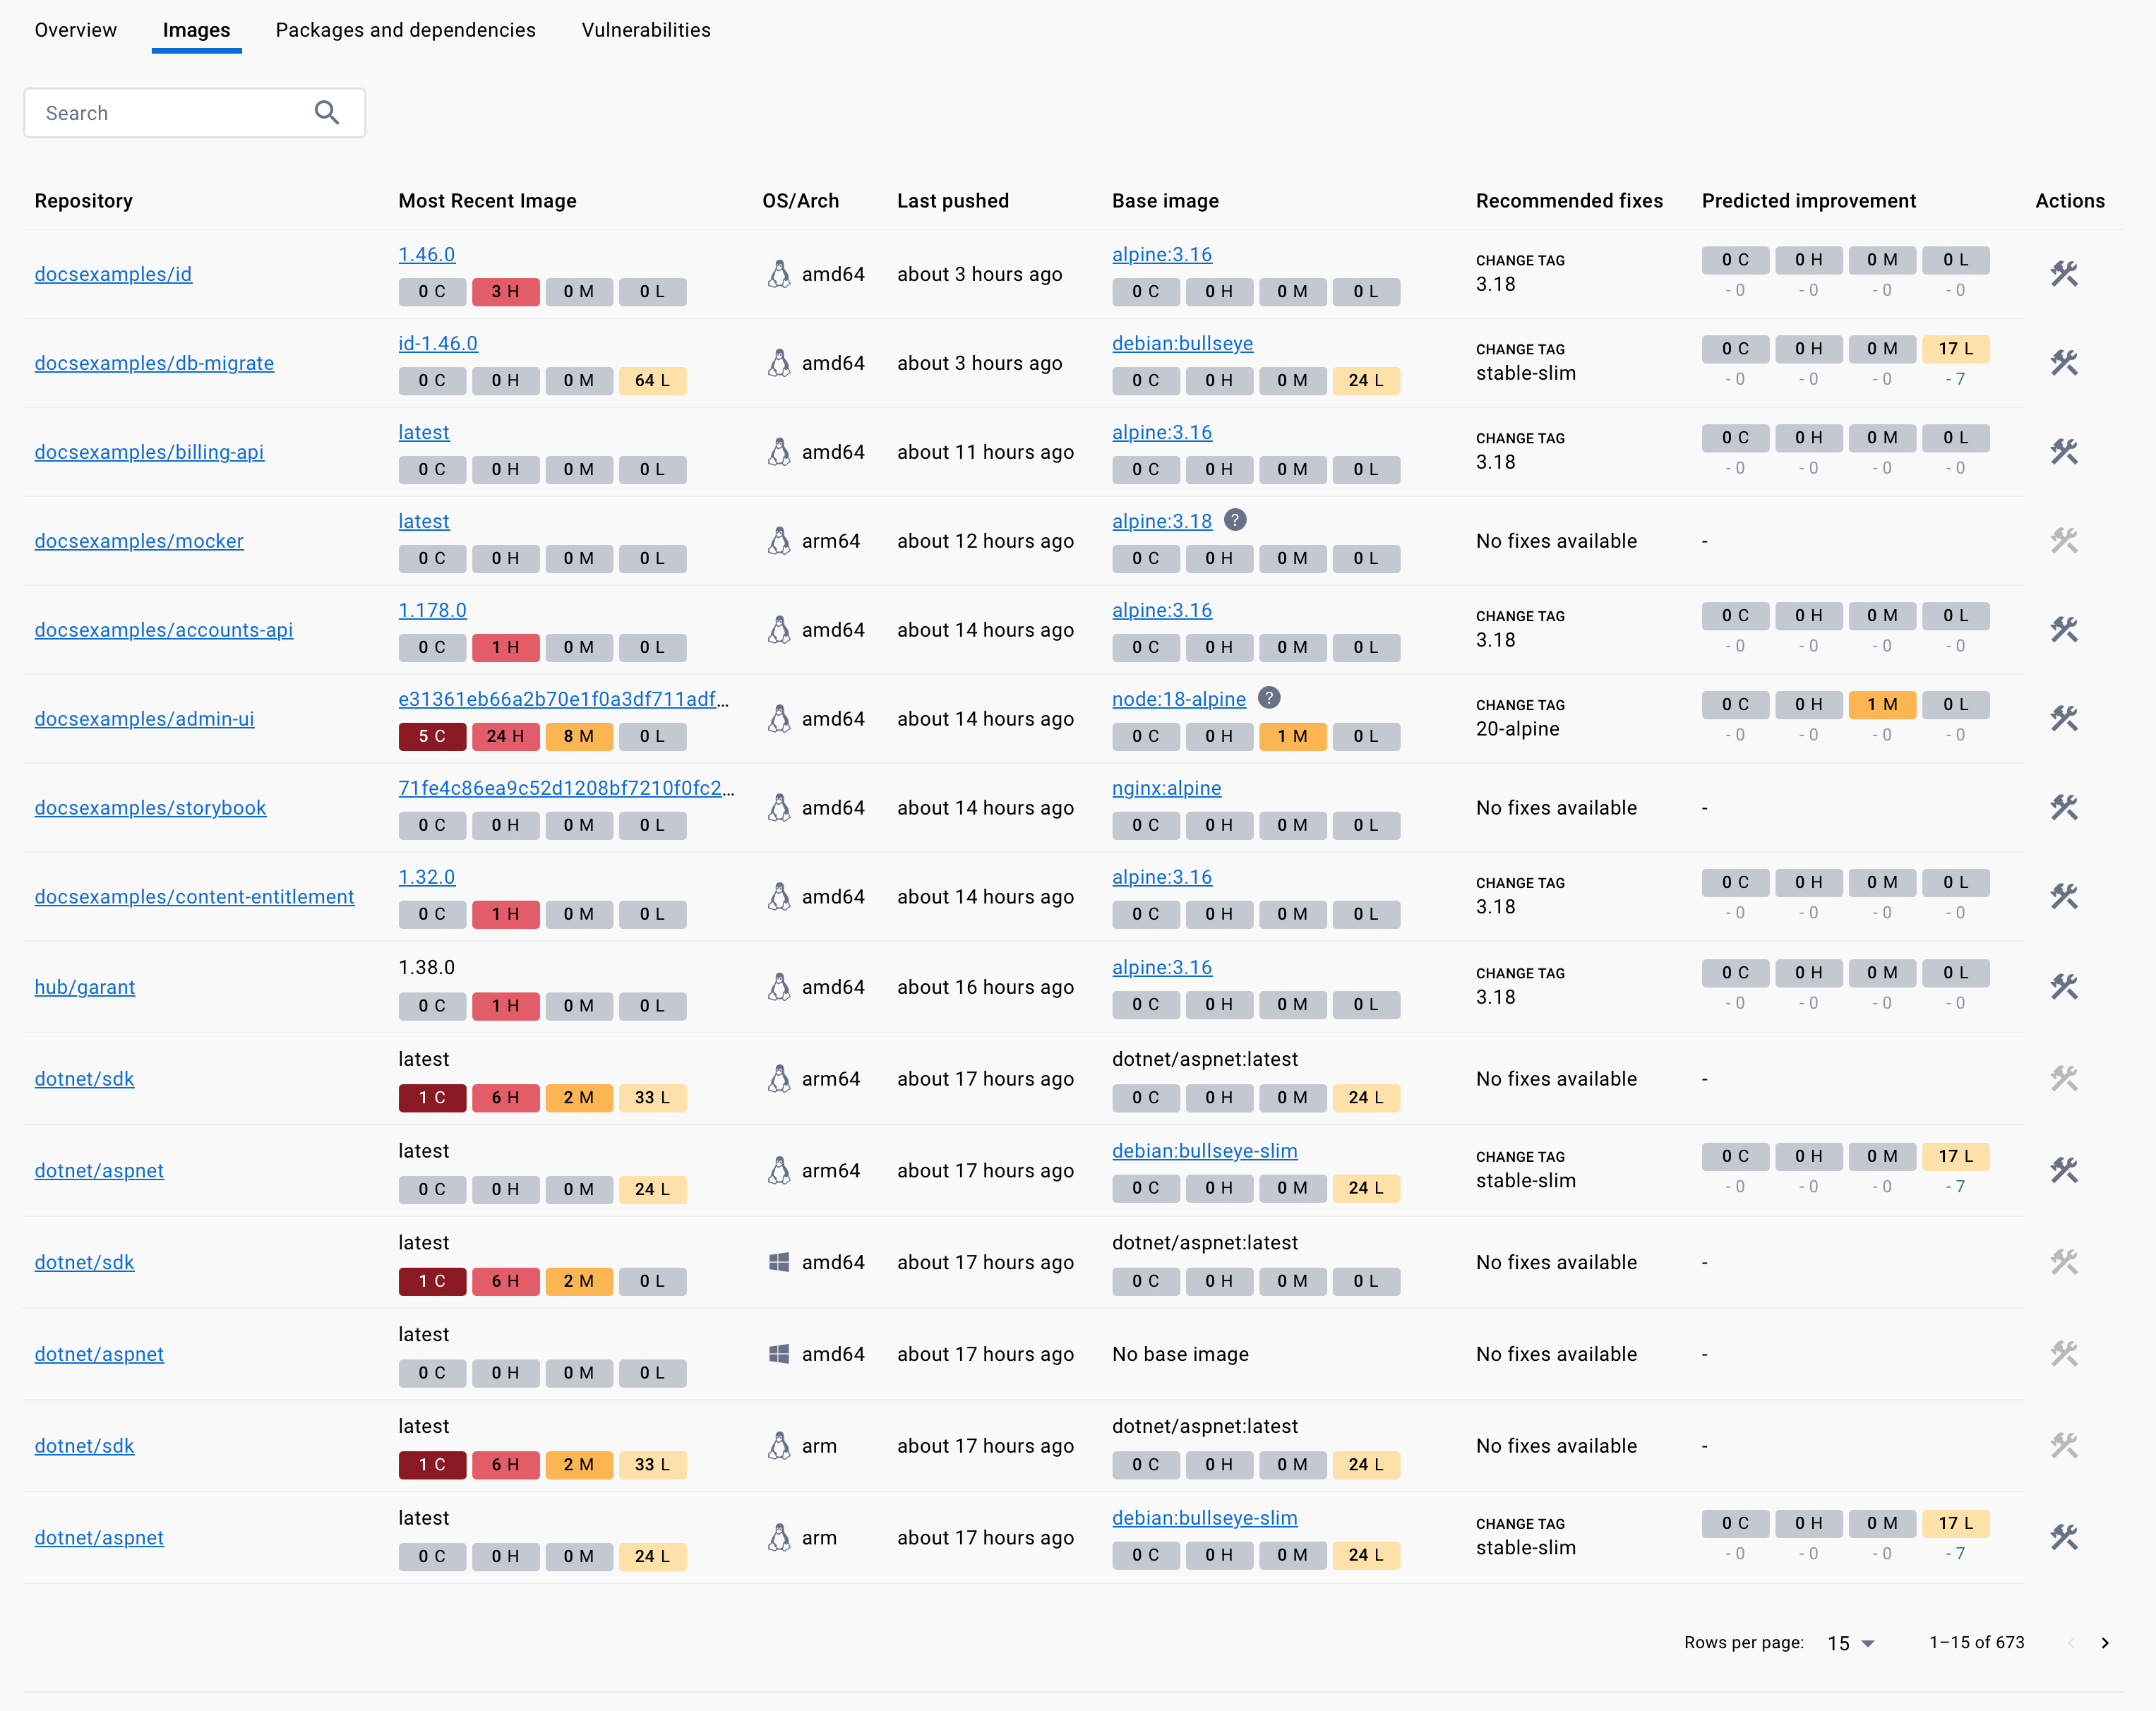 Overview Images Packages and dependencies Vulnerabilities
Search
Repository Most Recent Image OS/Arch Last pushed Base image Recommended fixes Predicted improvement Actions
docsexamples/id
1.46.0
0 C 3 H 0 M 0 L
amd64
about 3 hours ago
alpine:3.16
0 C 0 H 0 M 0 L
CHANGE TAG
3.18
0 C 0 H 0 M 0 L
- 0 - 0 - 0 - 0
docsexamples/db-migrate
id-1.46.0
0 C 0 H 0 M 64 L
amd64
about 3 hours ago
debian:bullseye
0 C 0 H 0 M 24 L
CHANGE TAG
stable-slim
0 C 0 H 0 M 17 L
- 0 - 0 - 0 - 7
docsexamples/billing-api
latest
0 C 0 H 0 M 0 L
amd64
about 11 hours ago
alpine:3.16
0 C 0 H 0 M 0 L
CHANGE TAG
3.18
0 C 0 H 0 M 0 L
- 0 - 0 - 0 - 0
docsexamples/mocker
latest
0 C 0 H 0 M 0 L
arm64
about 12 hours ago
alpine:3.18 ?
0 C 0 H 0 M 0 L
No fixes available
-
docsexamples/accounts-api
1.178.0
0 C 1 H 0 M 0 L
amd64
about 14 hours ago
alpine:3.16
0 C 0 H 0 M 0 L
CHANGE TAG
3.18
0 C 0 H 0 M 0 L
- 0 - 0 - 0 - 0
docsexamples/admin-ui
e31361eb66a2b70e1f0a3df711adf...
5 C 24 H 8 M 0 L
amd64
about 14 hours ago
node:18-alpine ?
0 C 0 H 1 M 0 L
CHANGE TAG
20-alpine
0 C 0 H 1 M 0 L
- 0 - 0 - 0 - 0
docsexamples/storybook
71fe4c86ea9c52d1208bf7210f0fc2...
0 C 0 H 0 M 0 L
amd64
about 14 hours ago
nginx:alpine
0 C 0 H 0 M 0 L
No fixes available
-
docsexamples/content-entitlement
1.32.0
0 C 1 H 0 M 0 L
amd64
about 14 hours ago
alpine:3.16
0 C 0 H 0 M 0 L
CHANGE TAG
3.18
0 C 0 H 0 M 0 L
- 0 - 0 - 0 - 0
hub/garant
1.38.0
0 C 1 H 0 M 0 L
amd64
about 16 hours ago
alpine:3.16
0 C 0 H 0 M 0 L
CHANGE TAG
3.18
0 C 0 H 0 M 0 L
- 0 - 0 - 0 - 0
dotnet/sdk
latest
1 C 6 H 2 M 33 L
arm64
about 17 hours ago
dotnet/aspnet:latest
0 C 0 H 0 M 24 L
No fixes available
-
dotnet/aspnet
latest
0 C 0 H 0 M 24 L
arm64
about 17 hours ago
debian:bullseye-slim
0 C 0 H 0 M 24 L
CHANGE TAG
stable-slim
0 C 0 H 0 M 17 L
- 0 - 0 - 0 - 7
dotnet/sdk
latest
1 C 6 H 2 M 0 L
amd64
about 17 hours ago
dotnet/aspnet:latest
0 C 0 H 0 M 0 L
No fixes available
-
dotnet/aspnet
latest
0 C 0 H 0 M 0 L
amd64
about 17 hours ago
No base image
No fixes available
-
dotnet/sdk
latest
1 C 6 H 2 M 33 L
arm
about 17 hours ago
dotnet/aspnet:latest
0 C 0 H 0 M 24 L
No fixes available
-
dotnet/aspnet
latest
0 C 0 H 0 M 24 L
arm
about 17 hours ago
debian:bullseye-slim
0 C 0 H 0 M 24 L
CHANGE TAG
stable-slim
0 C 0 H 0 M 17 L
- 0 - 0 - 0 - 7
Rows per page: 15 1–15 of 673